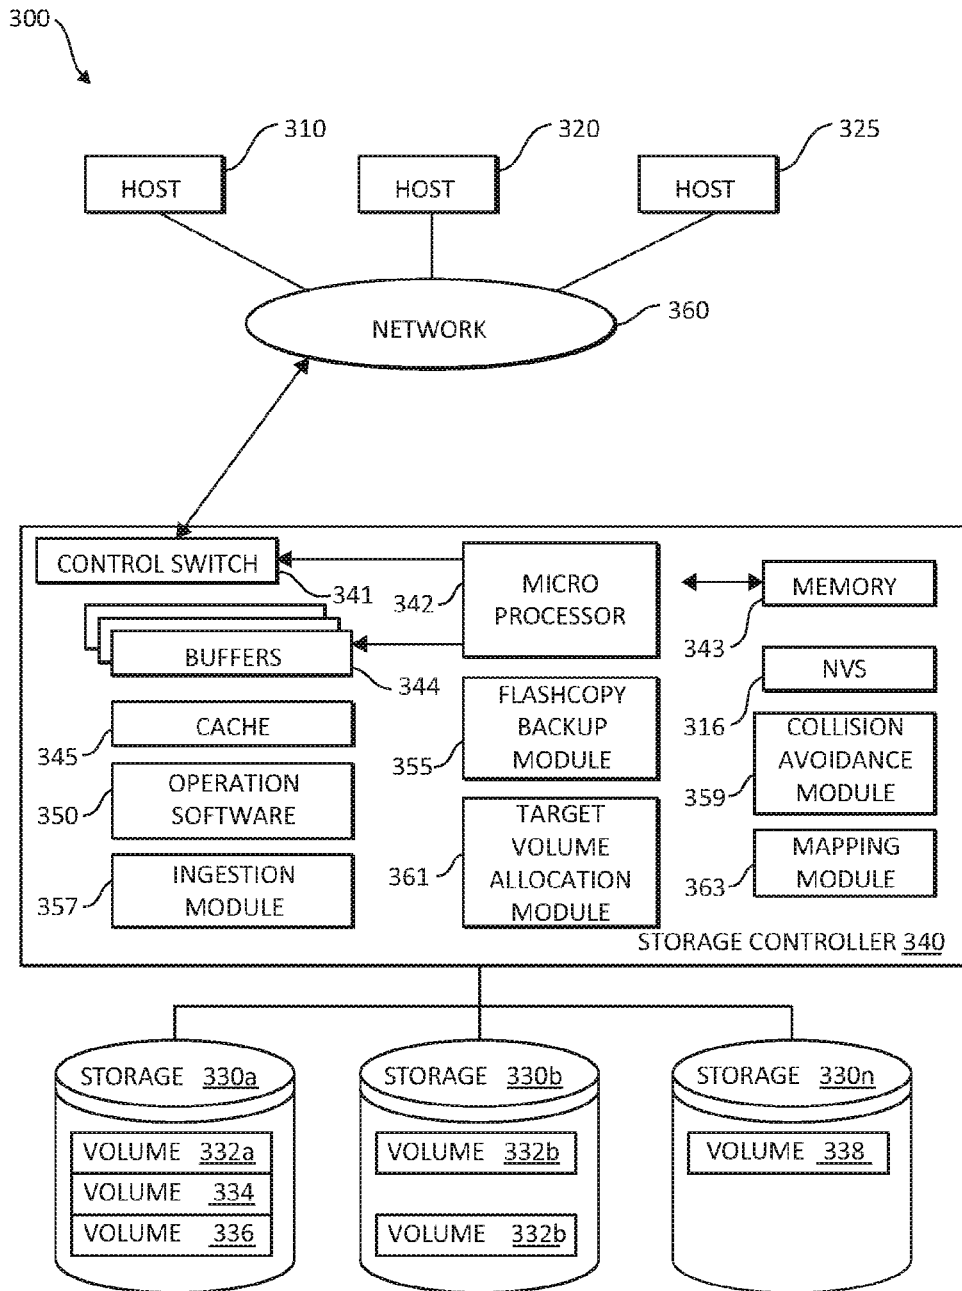 300
310
320
325
HOST
HOST
HOST
NETWORK
360
CONTROL SWITCH
341
342
MICRO
PROCESSOR
MEMORY
343
BUFFERS
344
NVS
316
CACHE
345
FLASHCOPY
BACKUP
MODULE
355
COLLISION
AVOIDANCE
MODULE
359
OPERATION
SOFTWARE
350
TARGET
VOLUME
ALLOCATION
MODULE
361
MAPPING
MODULE
363
INGESTION
MODULE
357
STORAGE CONTROLLER 340
STORAGE 330a
STORAGE 330b
STORAGE 330n
VOLUME 332a
VOLUME 334
VOLUME 336
VOLUME 332b
VOLUME 332b
VOLUME 338